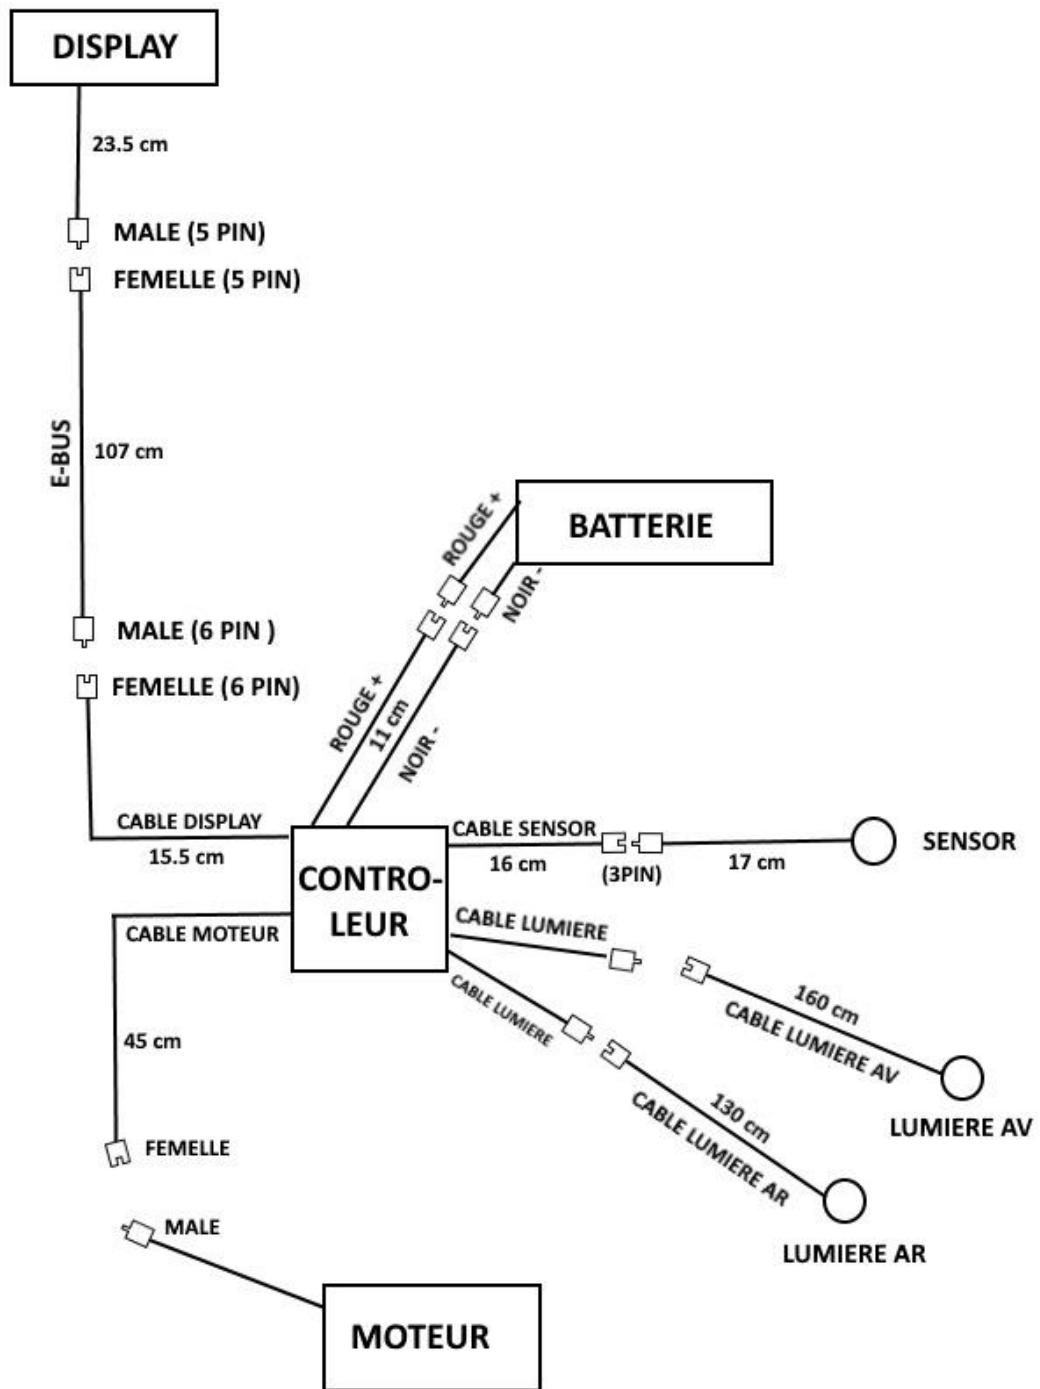 DISPLAY
23.5 cm
MALE (5 PIN)
FEMELLE (5 PIN)
E-BUS
107 cm
ROUGE +
BATTERIE
NOIR -
MALE (6 PIN )
FEMELLE (6 PIN)
ROUGE +
11 cm
NOIR -
CABLE DISPLAY
15.5 cm
CABLE SENSOR
16 cm
(3PIN)
17 cm
SENSOR
CONTRO-
LEUR
CABLE MOTEUR
CABLE LUMIERE
CABLE LUMIERE
160 cm
CABLE LUMIERE AV
LUMIERE AV
45 cm
130 cm
CABLE LUMIERE AR
LUMIERE AR
FEMELLE
MALE
MOTEUR